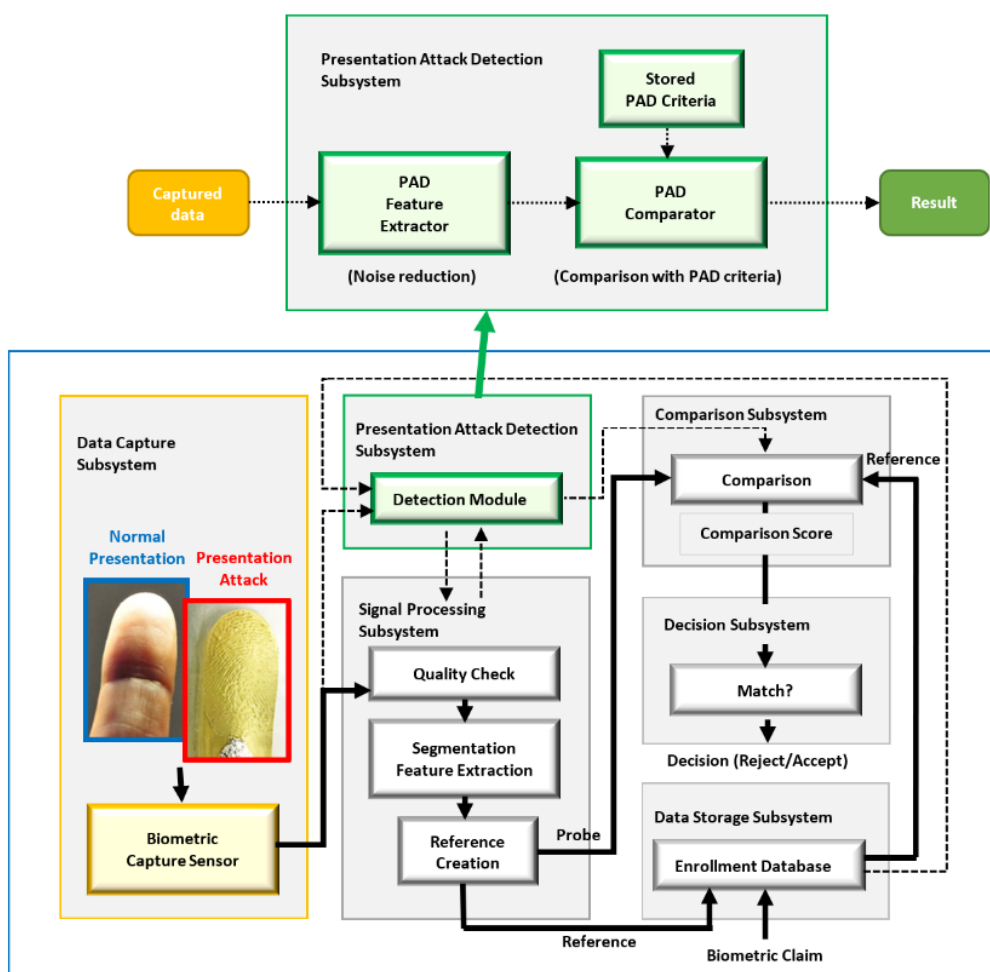 Presentation Attack Detection
Subsystem
Stored
PAD Criteria
Captured
data
PAD
Feature
Extractor
PAD
Comparator
Result
(Noise reduction)
(Comparison with PAD criteria)
Data Capture
Subsystem
Normal
Presentation
Presentation
Attack
Biometric
Capture Sensor
Presentation Attack Detection
Subsystem
Detection Module
Signal Processing
Subsystem
Quality Check
Segmentation
Feature Extraction
Reference
Creation
Probe
Reference
Comparison Subsystem
Reference
Comparison
Comparison Score
Decision Subsystem
Match?
Decision (Reject/Accept)
Data Storage Subsystem
Enrollment Database
Biometric Claim